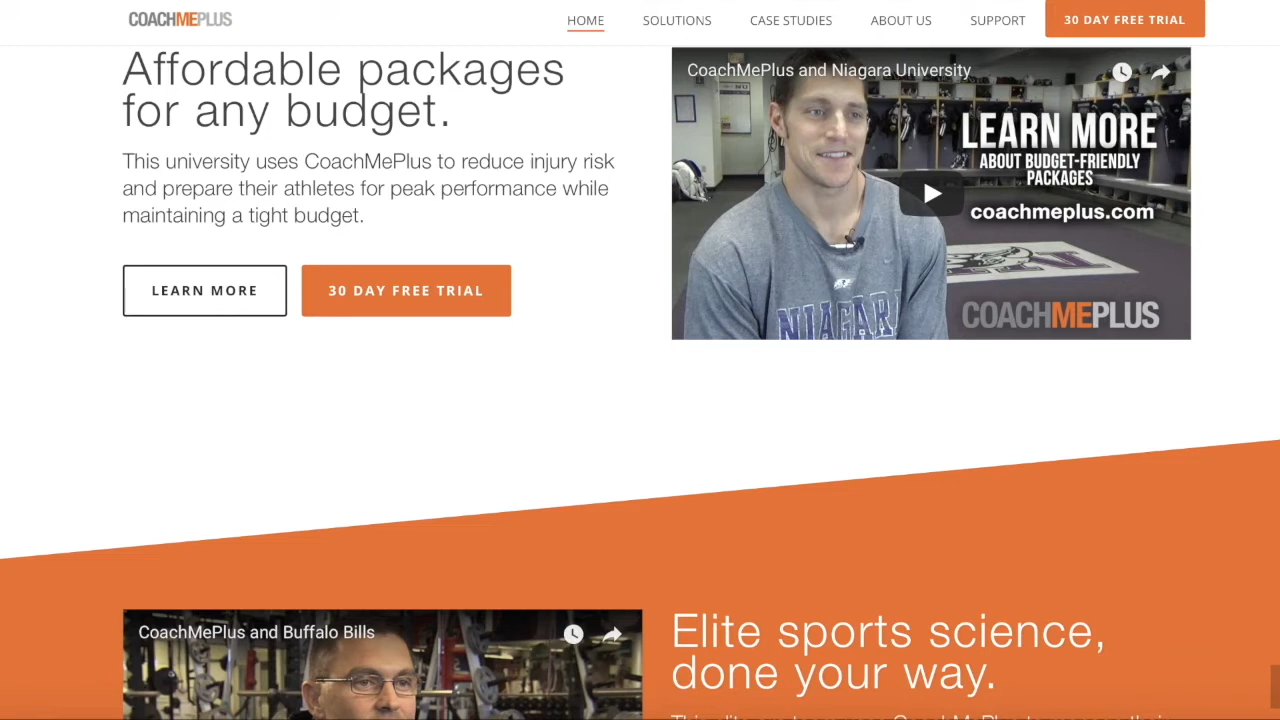 COACHMEPLUS
HOME
SOLUTIONS
CASE STUDIES
ABOUT US
SUPPORT
30 DAY FREE TRIAL
Affordable packages
for any budget.
This university uses CoachMePlus to reduce injury risk
and prepare their athletes for peak performance while
maintaining a tight budget.
LEARN MORE
30 DAY FREE TRIAL
CoachMePlus and Niagara University
LEARN MORE
ABOUT BUDGET-FRIENDLY
PACKAGES
coachmeplus.com
COACHMEPLUS
CoachMePlus and Buffalo Bills
Elite sports science,
done your way.